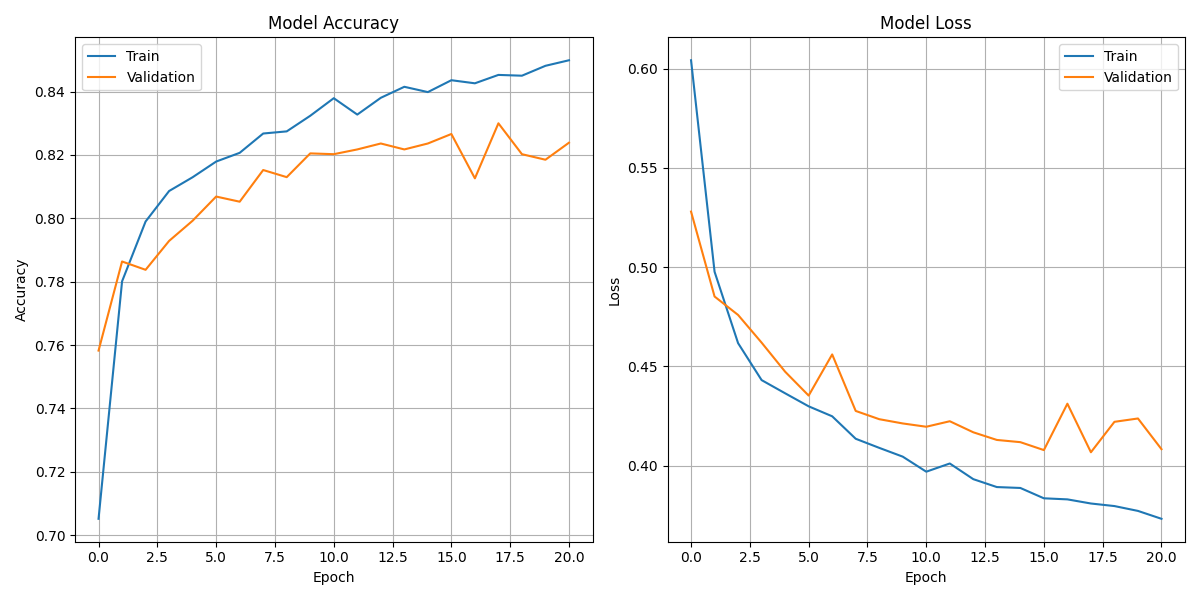 Model Accuracy
Train
Validation
0.84
0.82
0.80
0.78
0.76
0.74
0.72
0.70
Accuracy
0.0 2.5 5.0 7.5 10.0 12.5 15.0 17.5 20.0
Epoch
Model Loss
Train
Validation
0.60
0.55
0.50
0.45
0.40
Loss
0.0 2.5 5.0 7.5 10.0 12.5 15.0 17.5 20.0
Epoch